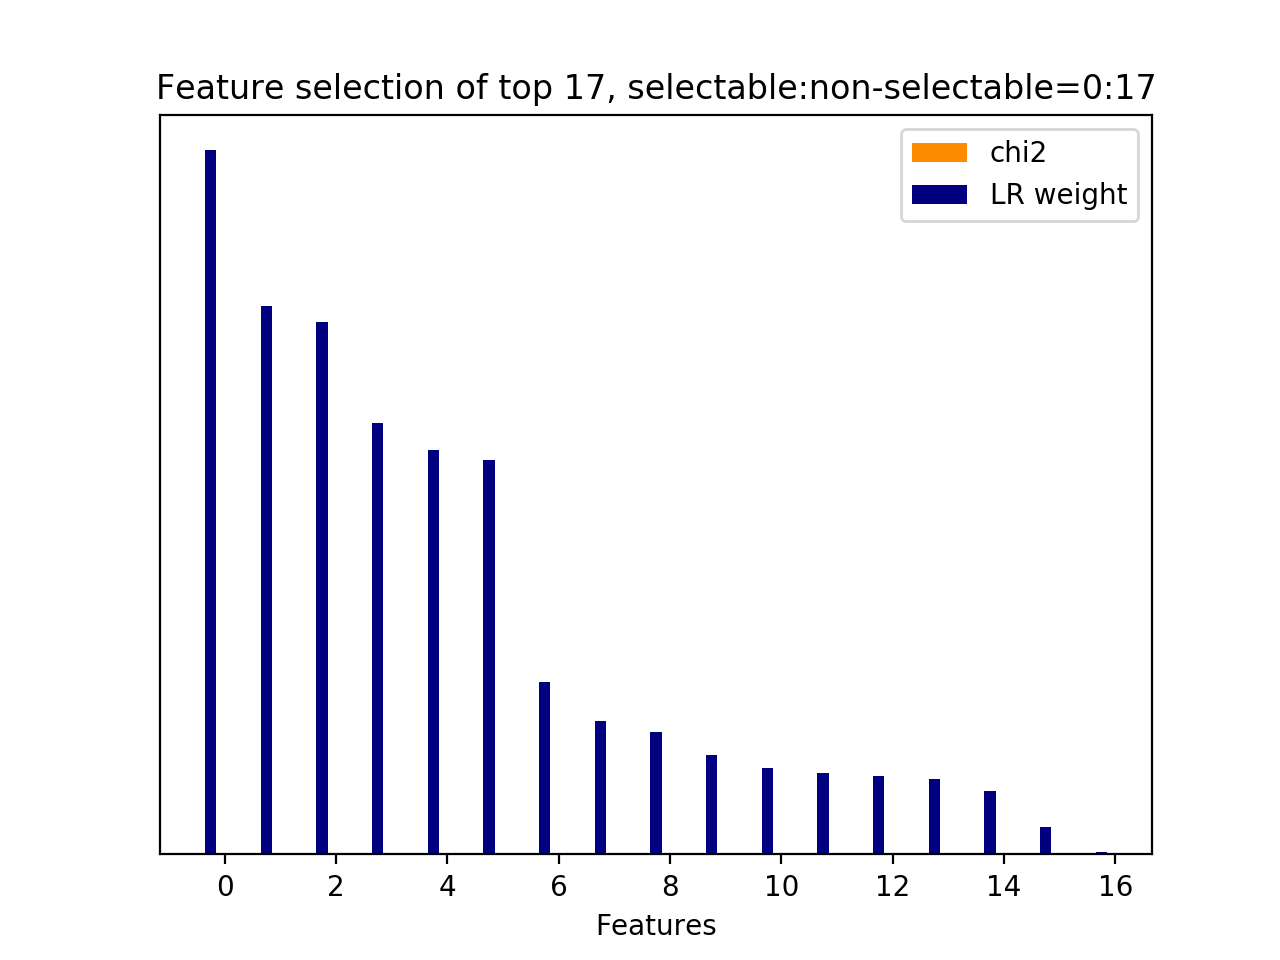 Feature selection of top 17, selectable:non-selectable=0:17
chi2
LR weight
0 2 4 6 8 10 12 14 16
Features